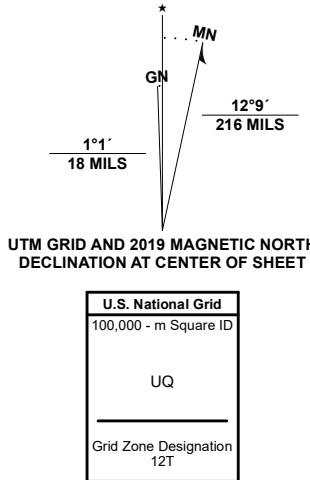 ★
MN
GN
12°9´
216 MILS
1°1´
18 MILS
UTM GRID AND 2019 MAGNETIC NORTH
DECLINATION AT CENTER OF SHEET
U.S. National Grid
100,000 - m Square ID
UQ
Grid Zone Designation
12T